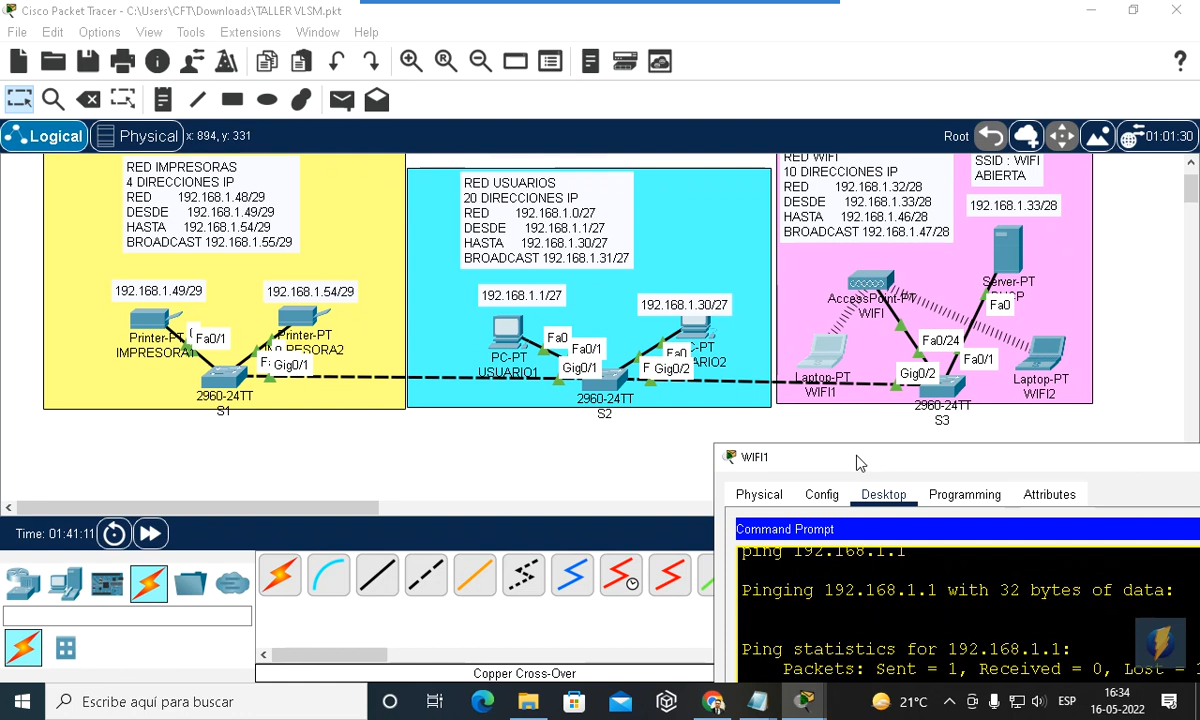 Cisco Packet Tracer - C:\Users\CFT\Downloads\TALLER VLSM.pkt
File Edit Options View Tools Extensions Window Help
Logical Physical x: 894, y: 331 Root 01:01:30
RED IMPRESORAS
4 DIRECCIONES IP
RED 192.168.1.48/29
DESDE 192.168.1.49/29
HASTA 192.168.1.54/29
BROADCAST 192.168.1.55/29
RED USUARIOS
20 DIRECCIONES IP
RED 192.168.1.0/27
DESDE 192.168.1.1/27
HASTA 192.168.1.30/27
BROADCAST 192.168.1.31/27
RED WIFI
10 DIRECCIONES IP
RED 192.168.1.32/28
DESDE 192.168.1.33/28
HASTA 192.168.1.46/28
BROADCAST 192.168.1.47/28
SSID : WIFI
ABIERTA
192.168.1.33/28
192.168.1.49/29
192.168.1.54/29
192.168.1.1/27
192.168.1.30/27
Printer-PT
IMPRESORA1
Fa0/1
Printer-PT
Gig0/1
2960-24TT
S1
PC-PT
USUARIO1
Fa0
Fa0/1
Gig0/1
Fa0
Gig0/2
2960-24TT
S2
AccessPoint-PT
WIFI
Server-PT
Fa0
Fa0/24
Fa0/1
Laptop-PT
WIFI1
Gig0/2
Laptop-PT
WIFI2
2960-24TT
S3
Time: 01:41:11
WIFI1
Physical Config Desktop Programming Attributes
Command Prompt
ping 192.168.1.1
Pinging 192.168.1.1 with 32 bytes of data:
Ping statistics for 192.168.1.1:
Packets: Sent = 1, Received = 0, Lost = 1
Copper Cross-Over
Escribe aquí para buscar
21°C
ESP
16:34
16-05-2022